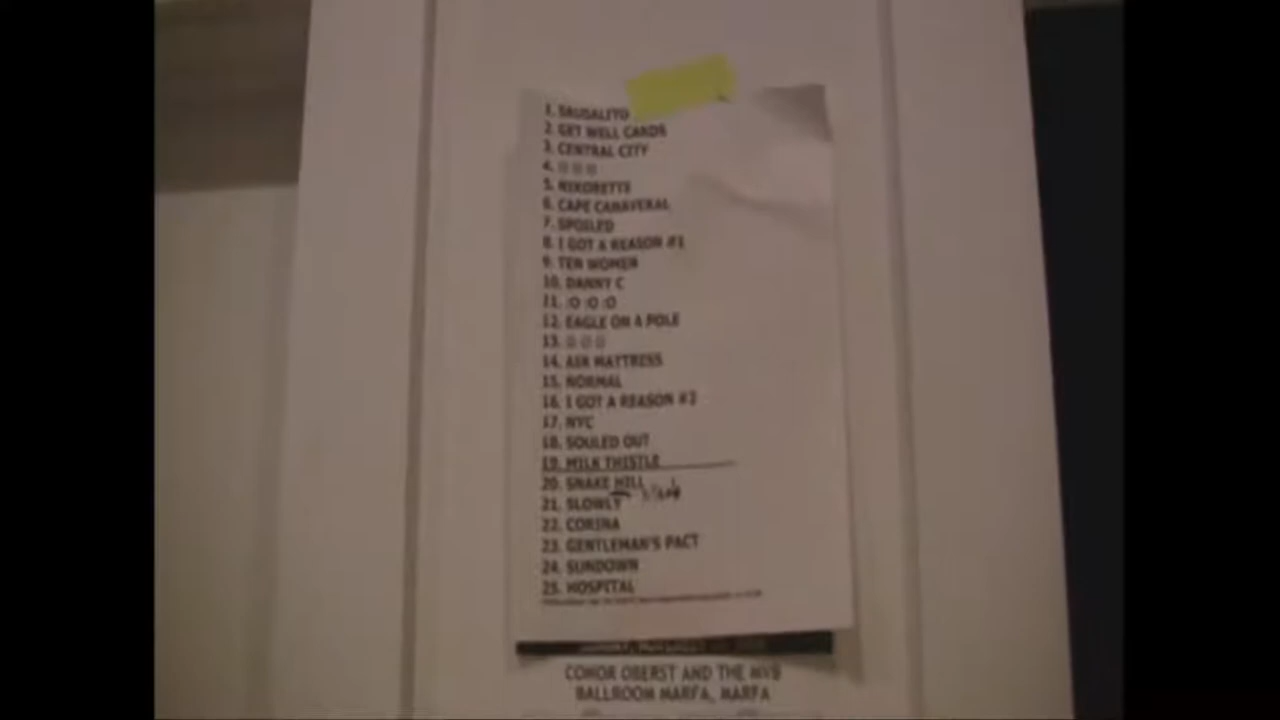 1. SAUSALITO
2. GET WELL CARDS
3. CENTRAL CITY
4.
5. NIKORETTE
6. CAPE CANAVERAL
7. SPOILED
8. I GOT A REASON #1
9. TEN WOMEN
10. DANNY C
11. :O :O :O
12. EAGLE ON A POLE
13.
14. AIR MATTRESS
15. NORMAL
16. I GOT A REASON #2
17. NYC
18. SOULED OUT
19. MILK THISTLE
20. SNAKE HILL
21. SLOWLY
22. CORINA
23. GENTLEMAN'S PACT
24. SUNDOWN
25. HOSPITAL
CONOR OBERST AND THE MVB
BALLROOM MARFA, MARFA